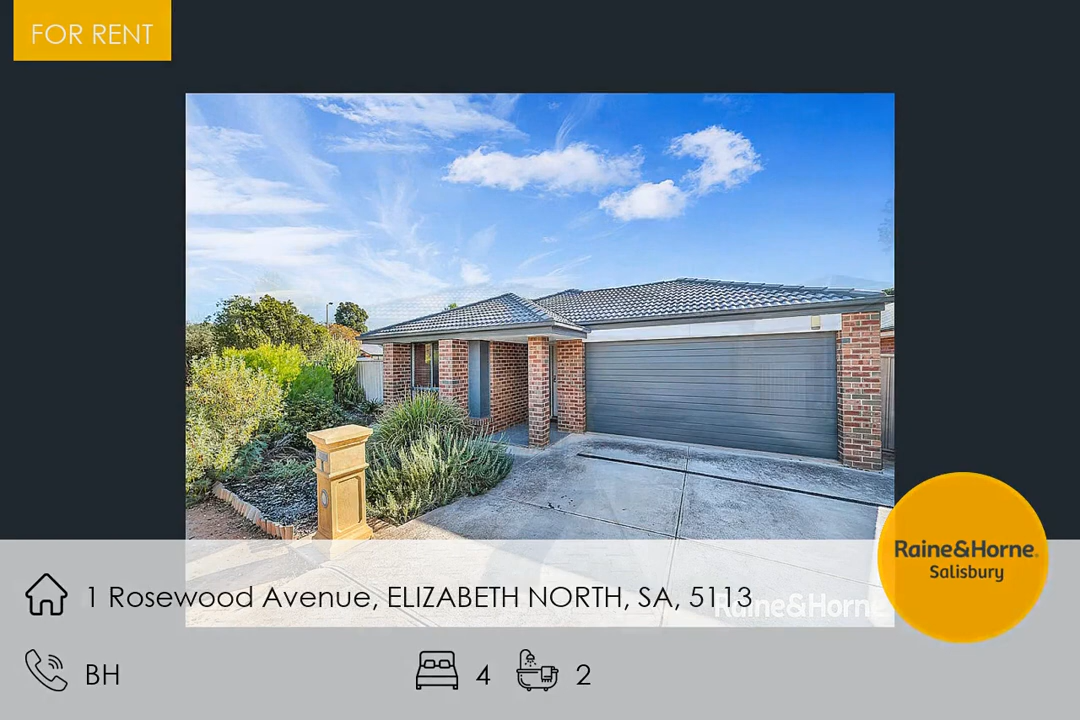 FOR RENT
Raine&Horne.
Salisbury
1 Rosewood Avenue, ELIZABETH NORTH, SA, 5113
Raine&Horne
BH
4
2